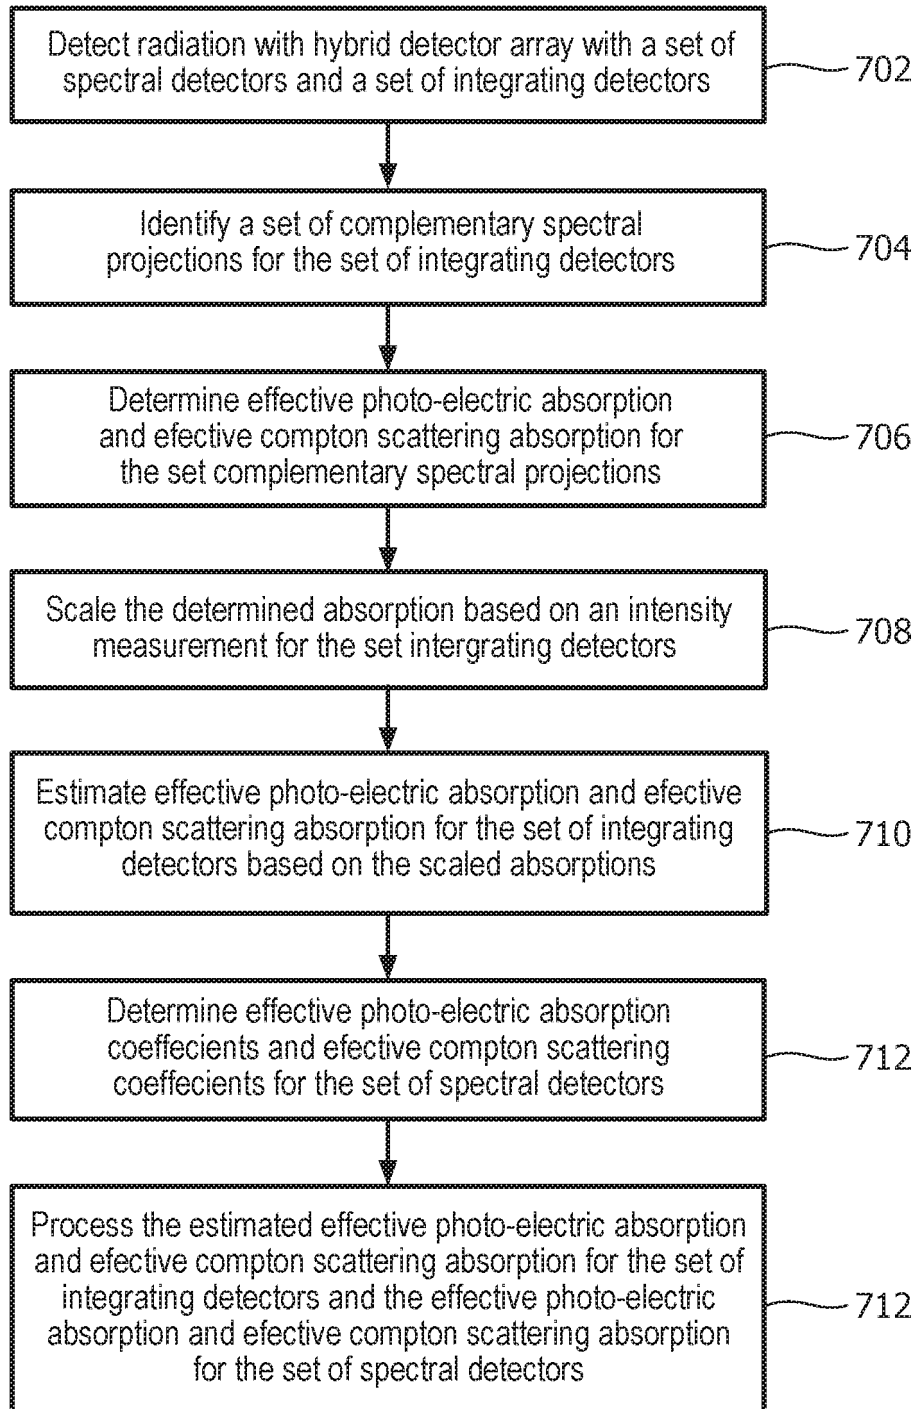 Detect radiation with hybrid detector array with a set of
spectral detectors and a set of integrating detectors
702
Identify a set of complementary spectral
projections for the set of integrating detectors
704
Determine effective photo-electric absorption
and efective compton scattering absorption for
the set complementary spectral projections
706
Scale the determined absorption based on an intensity
measurement for the set intergrating detectors
708
Estimate effective photo-electric absorption and efective
compton scattering absorption for the set of integrating
detectors based on the scaled absorptions
710
Determine effective photo-electric absorption
coeffecients and efective compton scattering
coeffecients for the set of spectral detectors
712
Process the estimated effective photo-electric absorption
and efective compton scattering absorption for the set of
integrating detectors and the effective photo-electric
absorption and efective compton scattering absorption
for the set of spectral detectors
712